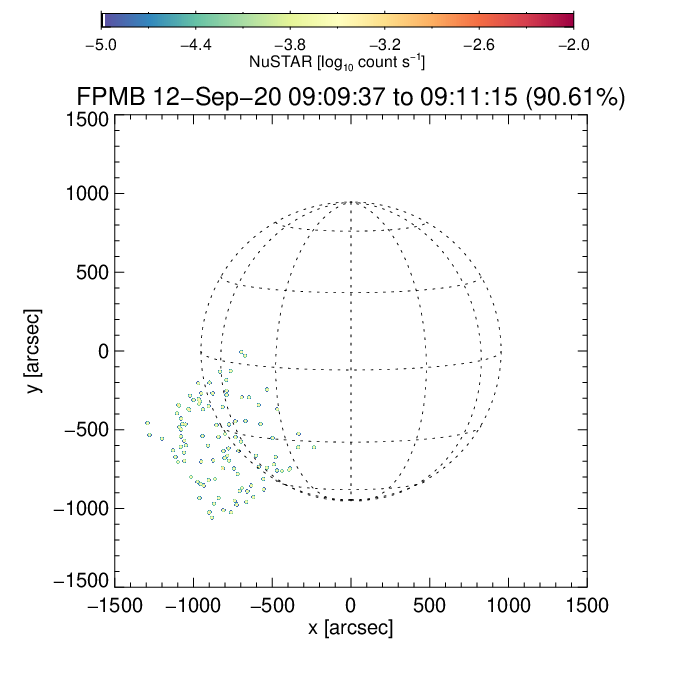 −5.0 −4.4 −3.8 −3.2 −2.6 −2.0
NuSTAR [log₁₀ count s⁻¹]
FPMB 12−Sep−20 09:09:37 to 09:11:15 (90.61%)
1500
1000
500
0
−500
−1000
−1500
y [arcsec]
−1500 −1000 −500 0 500 1000 1500
x [arcsec]